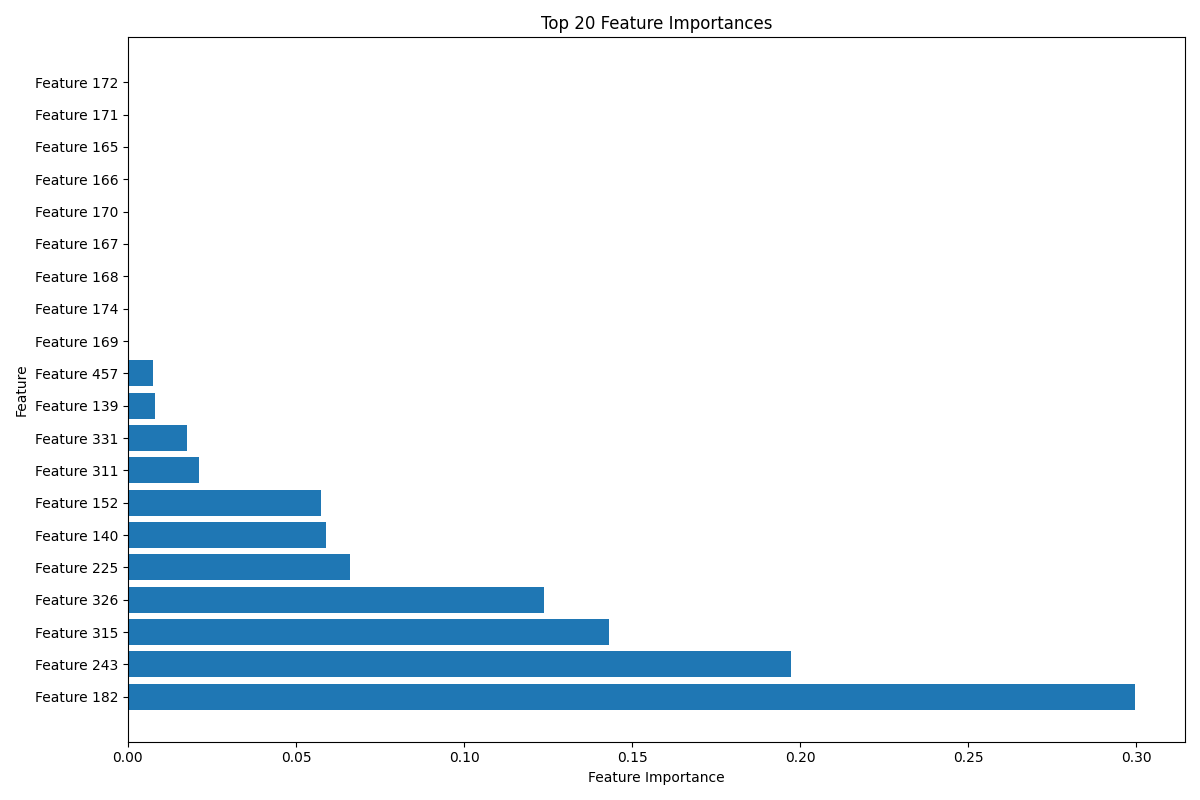 Top 20 Feature Importances
Feature 172
Feature 171
Feature 165
Feature 166
Feature 170
Feature 167
Feature 168
Feature 174
Feature 169
Feature 457
Feature 139
Feature 331
Feature 311
Feature 152
Feature 140
Feature 225
Feature 326
Feature 315
Feature 243
Feature 182
Feature
0.00 0.05 0.10 0.15 0.20 0.25 0.30
Feature Importance